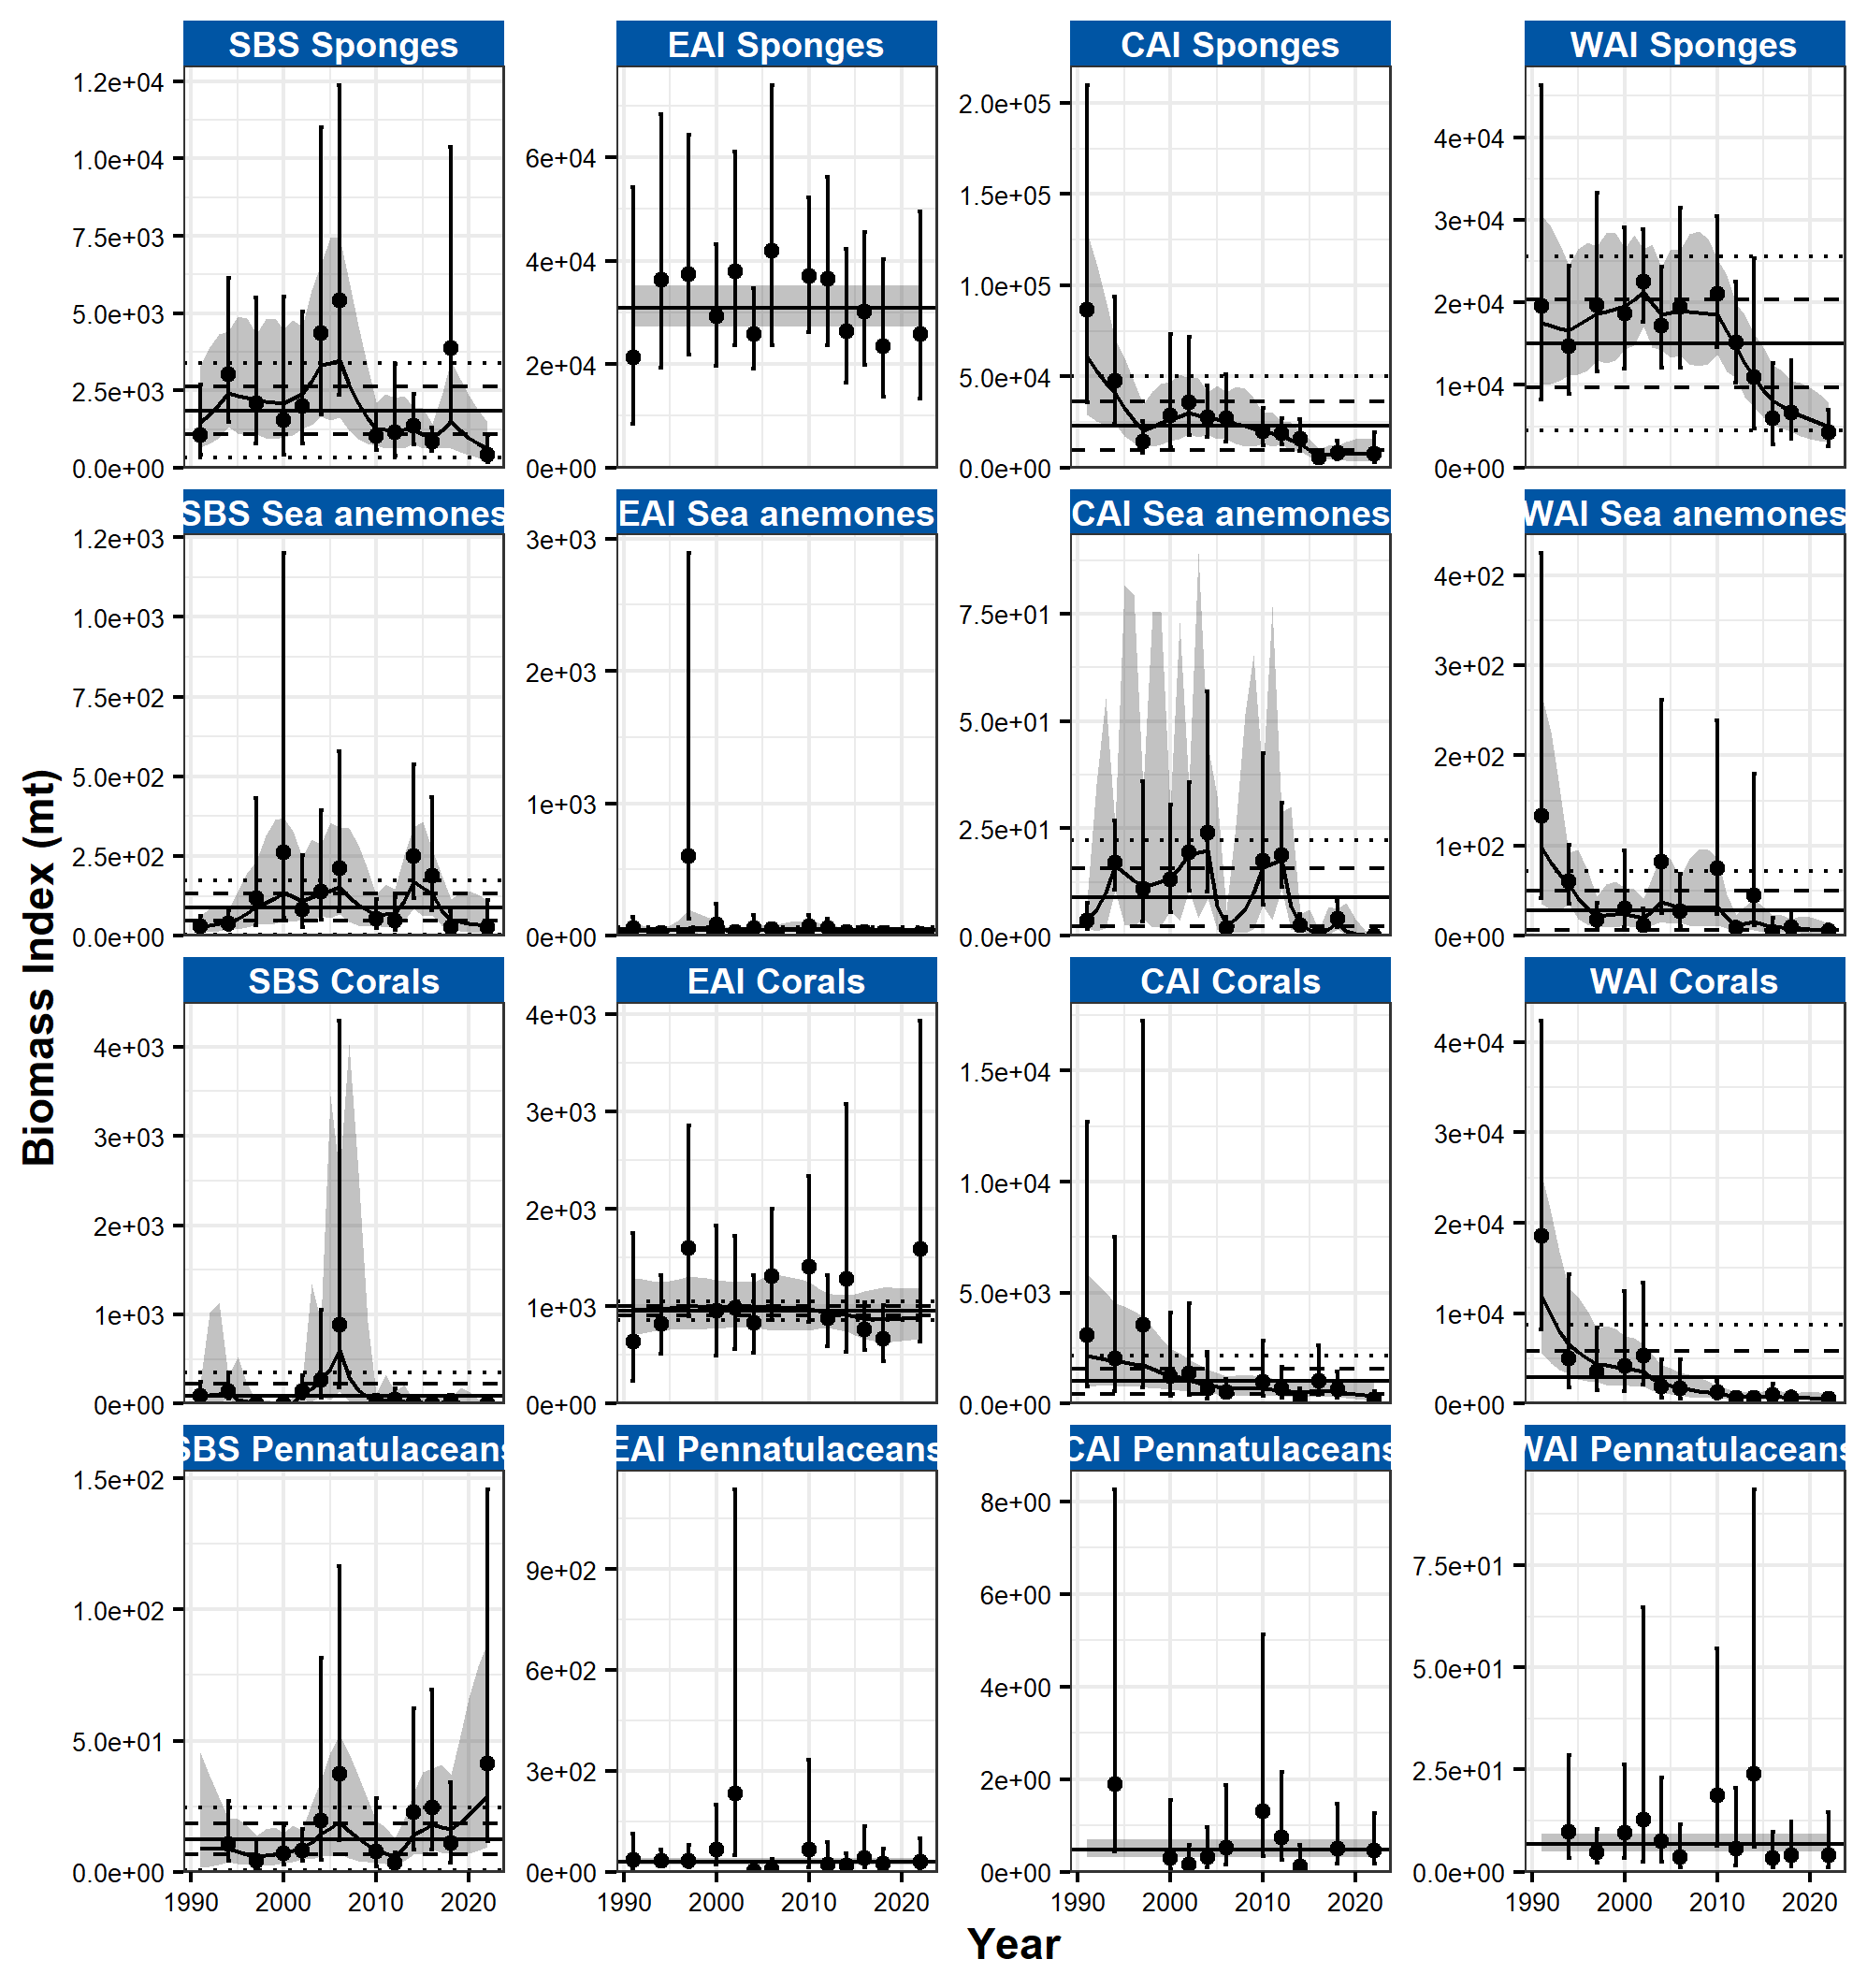 SBS Sponges
EAI Sponges
CAI Sponges
WAI Sponges
1.2e+04
1.0e+04
7.5e+03
5.0e+03
2.5e+03
0.0e+00
6e+04
4e+04
2e+04
0e+00
2.0e+05
1.5e+05
1.0e+05
5.0e+04
0.0e+00
4e+04
3e+04
2e+04
1e+04
0e+00
SBS Sea anemones
EAI Sea anemones
CAI Sea anemones
WAI Sea anemones
1.2e+03
1.0e+03
7.5e+02
5.0e+02
2.5e+02
0.0e+00
3e+03
2e+03
1e+03
0e+00
7.5e+01
5.0e+01
2.5e+01
0.0e+00
4e+02
3e+02
2e+02
1e+02
0e+00
Biomass Index (mt)
SBS Corals
EAI Corals
CAI Corals
WAI Corals
4e+03
3e+03
2e+03
1e+03
0e+00
4e+03
3e+03
2e+03
1e+03
0e+00
1.5e+04
1.0e+04
5.0e+03
0.0e+00
4e+04
3e+04
2e+04
1e+04
0e+00
SBS Pennatulaceans
EAI Pennatulaceans
CAI Pennatulaceans
WAI Pennatulaceans
1.5e+02
1.0e+02
5.0e+01
0.0e+00
9e+02
6e+02
3e+02
0e+00
8e+00
6e+00
4e+00
2e+00
0e+00
7.5e+01
5.0e+01
2.5e+01
0.0e+00
1990 2000 2010 2020
1990 2000 2010 2020
1990 2000 2010 2020
1990 2000 2010 2020
Year